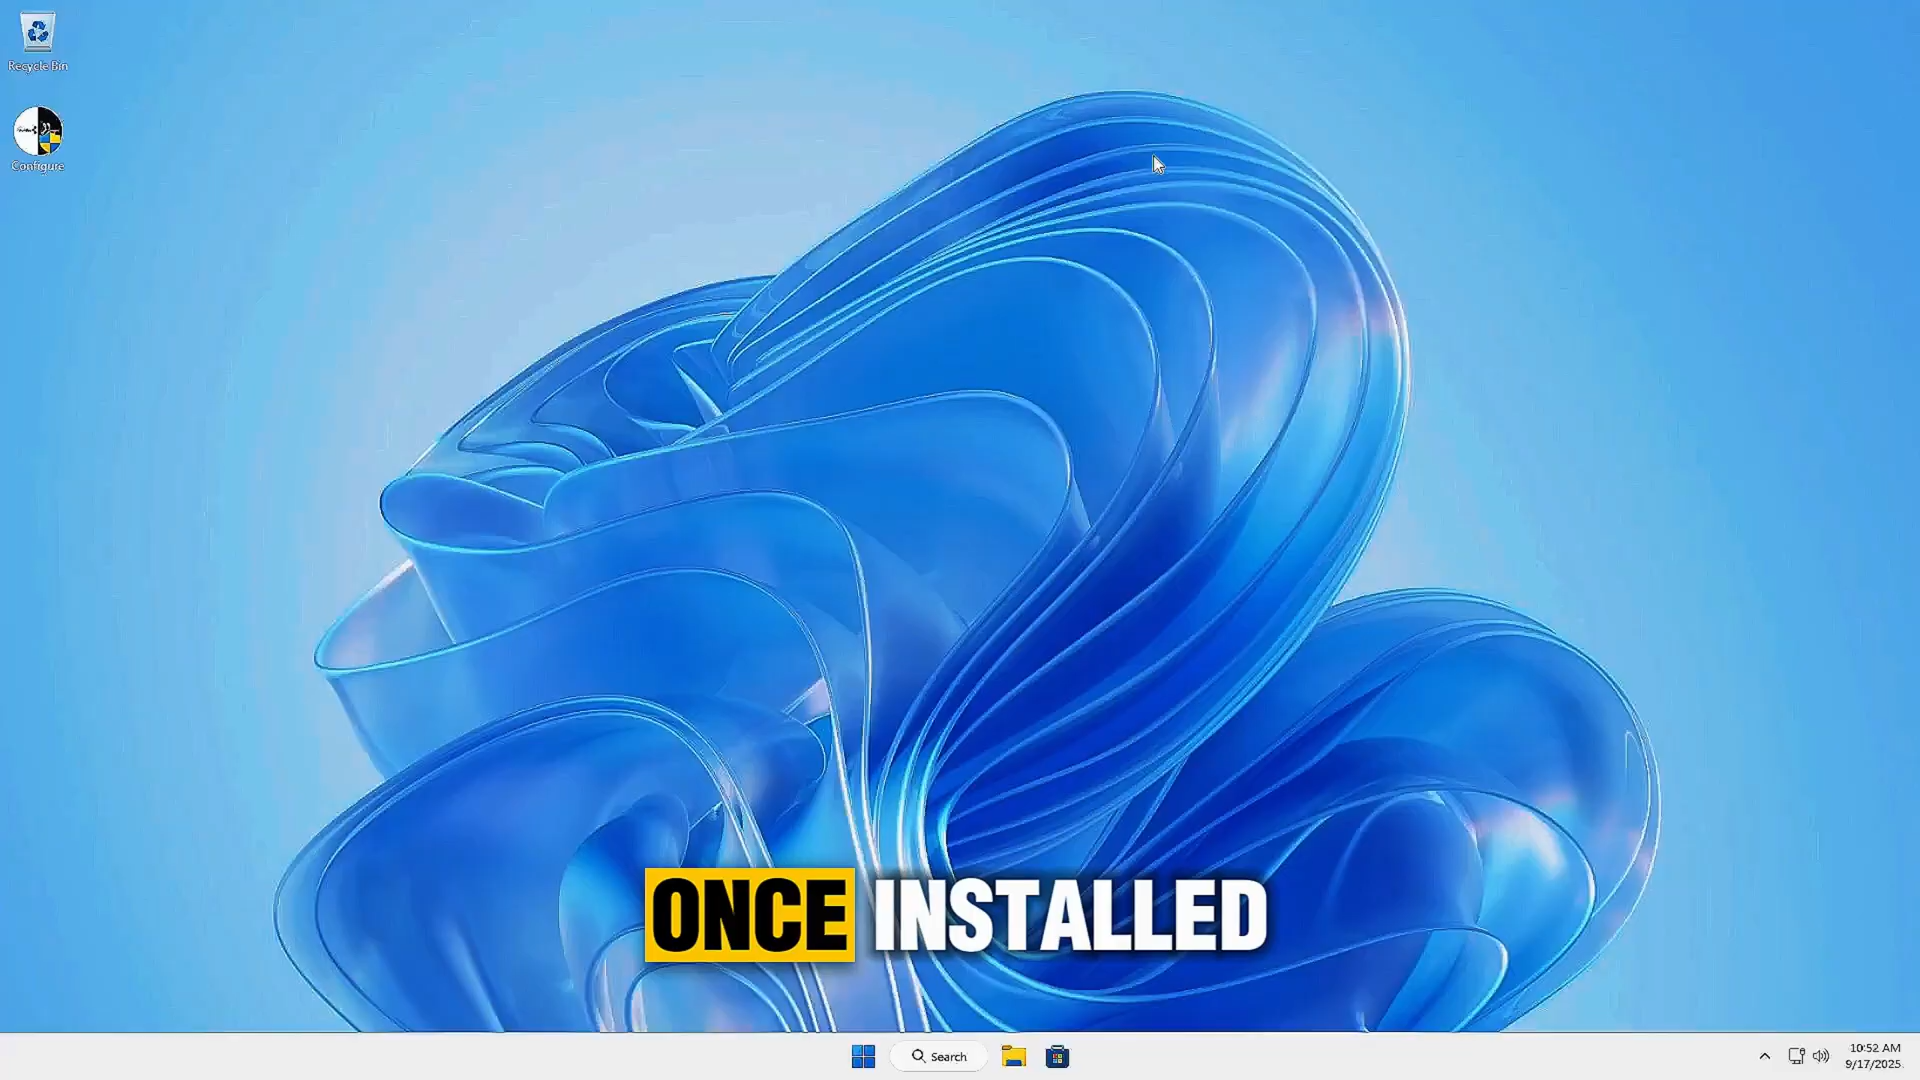 Recycle Bin
Configure
ONCE INSTALLED
Search
10:52 AM
9/17/2025